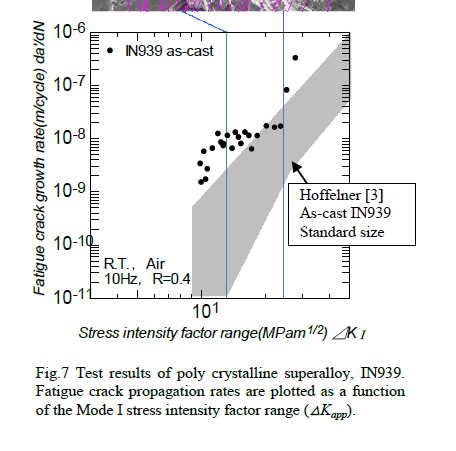 Fatigue crack growth rate(m/cycle) da/dN
10-6
10-7
10-8
10-9
10-10
10-11
IN939 as-cast
Hoffelner [3]
As-cast IN939
Standard size
R.T., Air
10Hz, R=0.4
101
Stress intensity factor range(MPam1/2) ⊿K I
Fig.7 Test results of poly crystalline superalloy, IN939.
Fatigue crack propagation rates are plotted as a function
of the Mode I stress intensity factor range (ΔKapp).